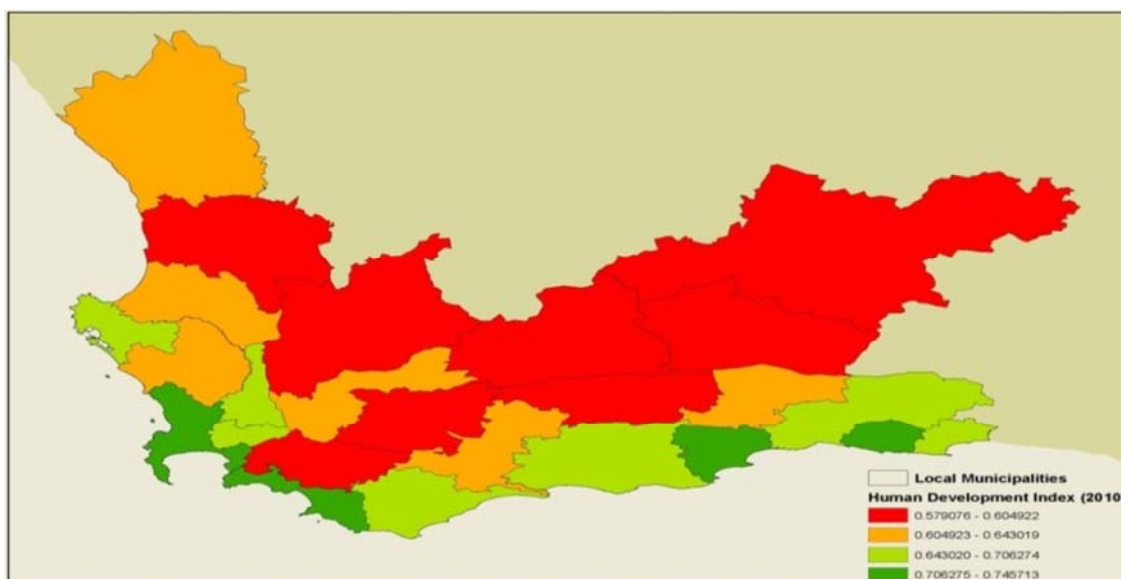 Local Municipalities
Human Development Index (2010
0.579076 - 0.604922
0.604923 - 0.643019
0.643020 - 0.706274
0.706275 - 0.745713